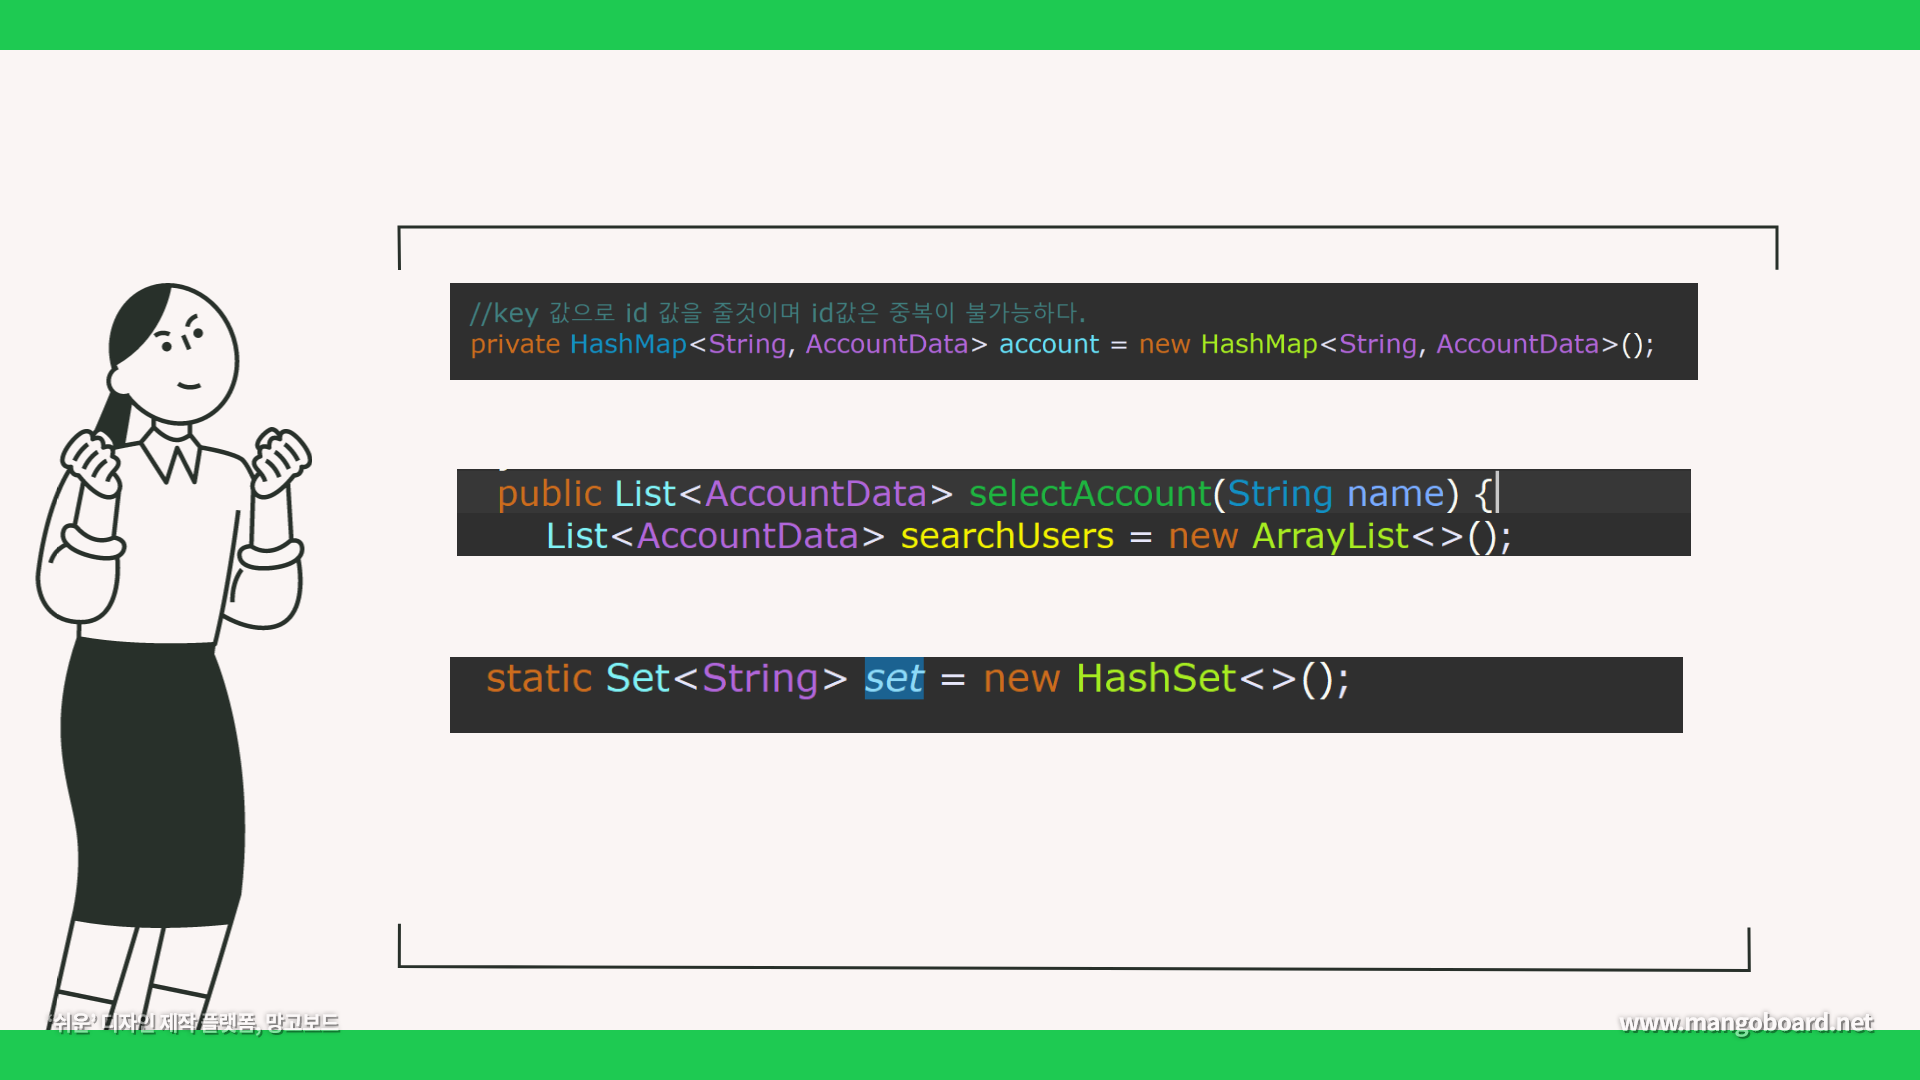 //key 값으로 id 값을 줄것이며 id값은 중복이 불가능하다.
private HashMap<String, AccountData> account = new HashMap<String, AccountData>();
public List<AccountData> selectAccount(String name) {
List<AccountData> searchUsers = new ArrayList<>();
static Set<String> set = new HashSet<>();
'쉬운' 디자인 제작 플랫폼, 망고보드
www.mangoboard.net